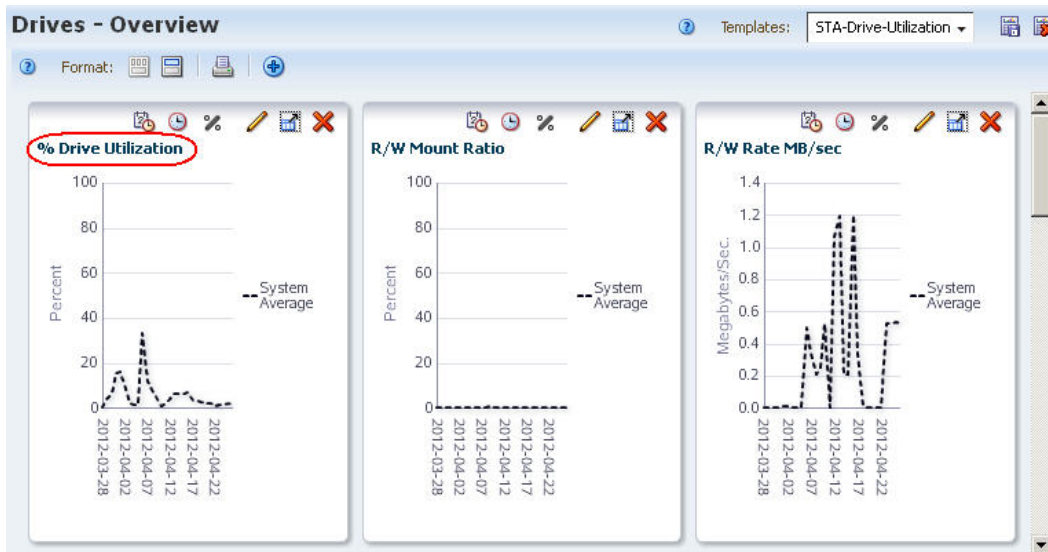 Drives - Overview
Templates: STA-Drive-Utilization
Format:
% Drive Utilization
100
80
60
40
20
0
Percent
System
Average
2012-03-28
2012-04-02
2012-04-07
2012-04-12
2012-04-17
2012-04-22
R/W Mount Ratio
100
80
60
40
20
0
Percent
System
Average
2012-03-28
2012-04-02
2012-04-07
2012-04-12
2012-04-17
2012-04-22
R/W Rate MB/sec
1.4
1.2
1.0
0.8
0.6
0.4
0.2
0.0
Megabytes/Sec.
System
Average
2012-03-28
2012-04-02
2012-04-07
2012-04-12
2012-04-17
2012-04-22